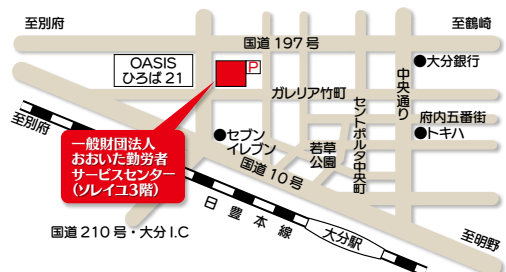 至別府
至鶴崎
国道197号
OASIS
ひろば21
P
大分銀行
ガレリア竹町
中央通り
府内五番街
トキハ
至別府
セブン
イレブン
若草
公園
セントポルタ中央町
一般財団法人
おおいた勤労者
サービスセンター
(ソレイユ3階)
国道10号
日豊本線
大分駅
国道210号・大分I.C
至明野